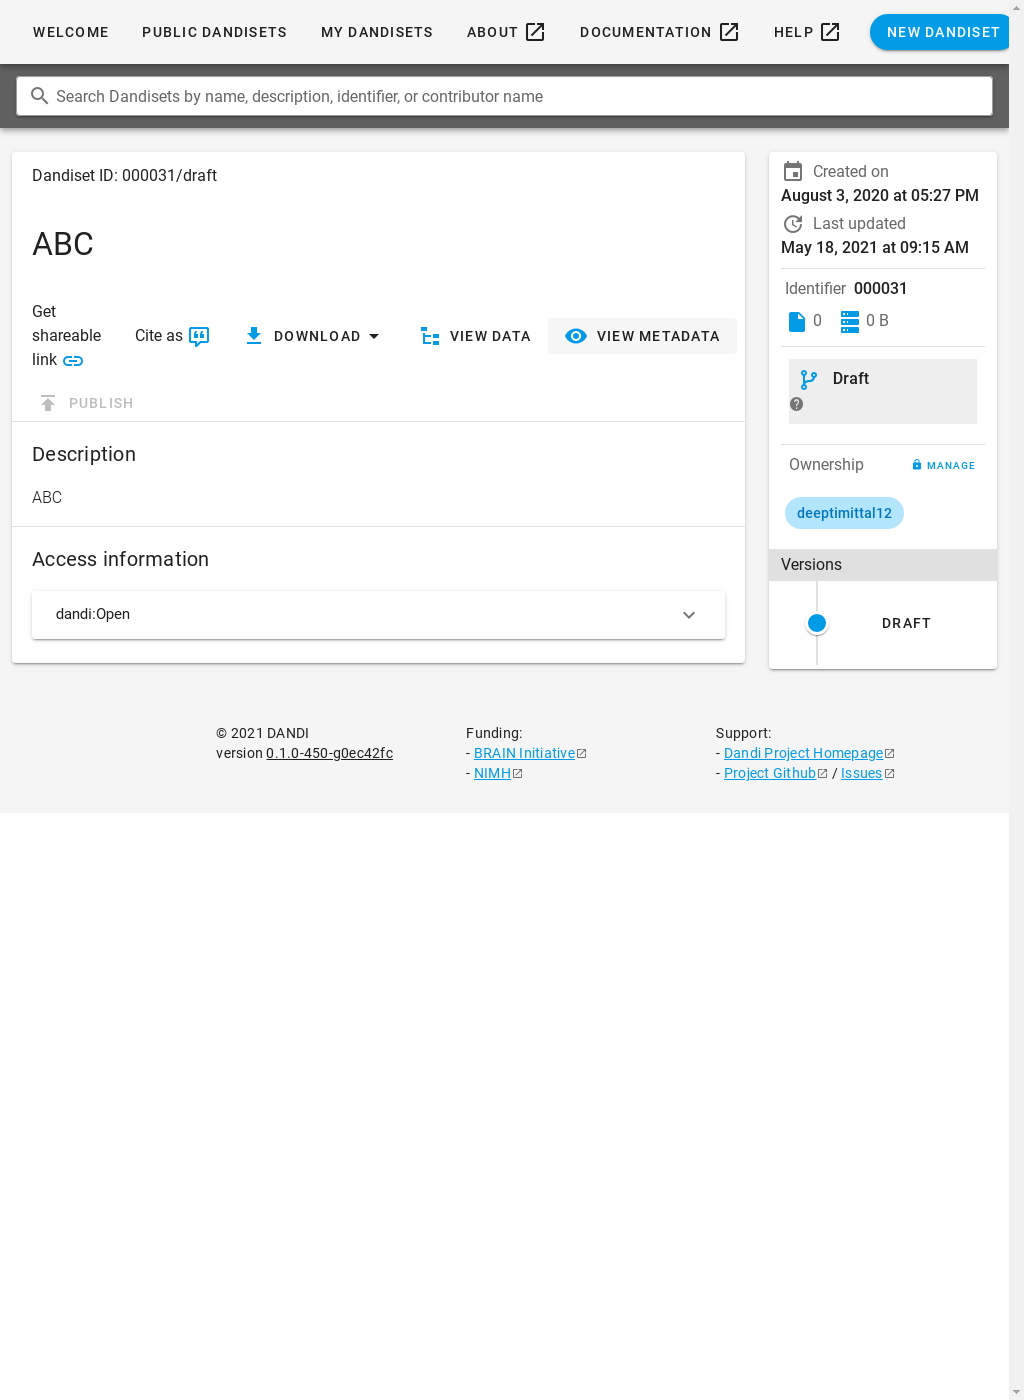 WELCOME PUBLIC DANDISETS MY DANDISETS ABOUT DOCUMENTATION HELP NEW DANDISET
Search Dandisets by name, description, identifier, or contributor name
Dandiset ID: 000031/draft
ABC
Get shareable link
Cite as
DOWNLOAD
VIEW DATA
VIEW METADATA
PUBLISH
Description
ABC
Access information
dandi:Open
Created on
August 3, 2020 at 05:27 PM
Last updated
May 18, 2021 at 09:15 AM
Identifier 000031
0 0 B
Draft
Ownership MANAGE
deeptimittal12
Versions
DRAFT
© 2021 DANDI
version 0.1.0-450-g0ec42fc
Funding:
- BRAIN Initiative
- NIMH
Support:
- Dandi Project Homepage
- Project Github / Issues